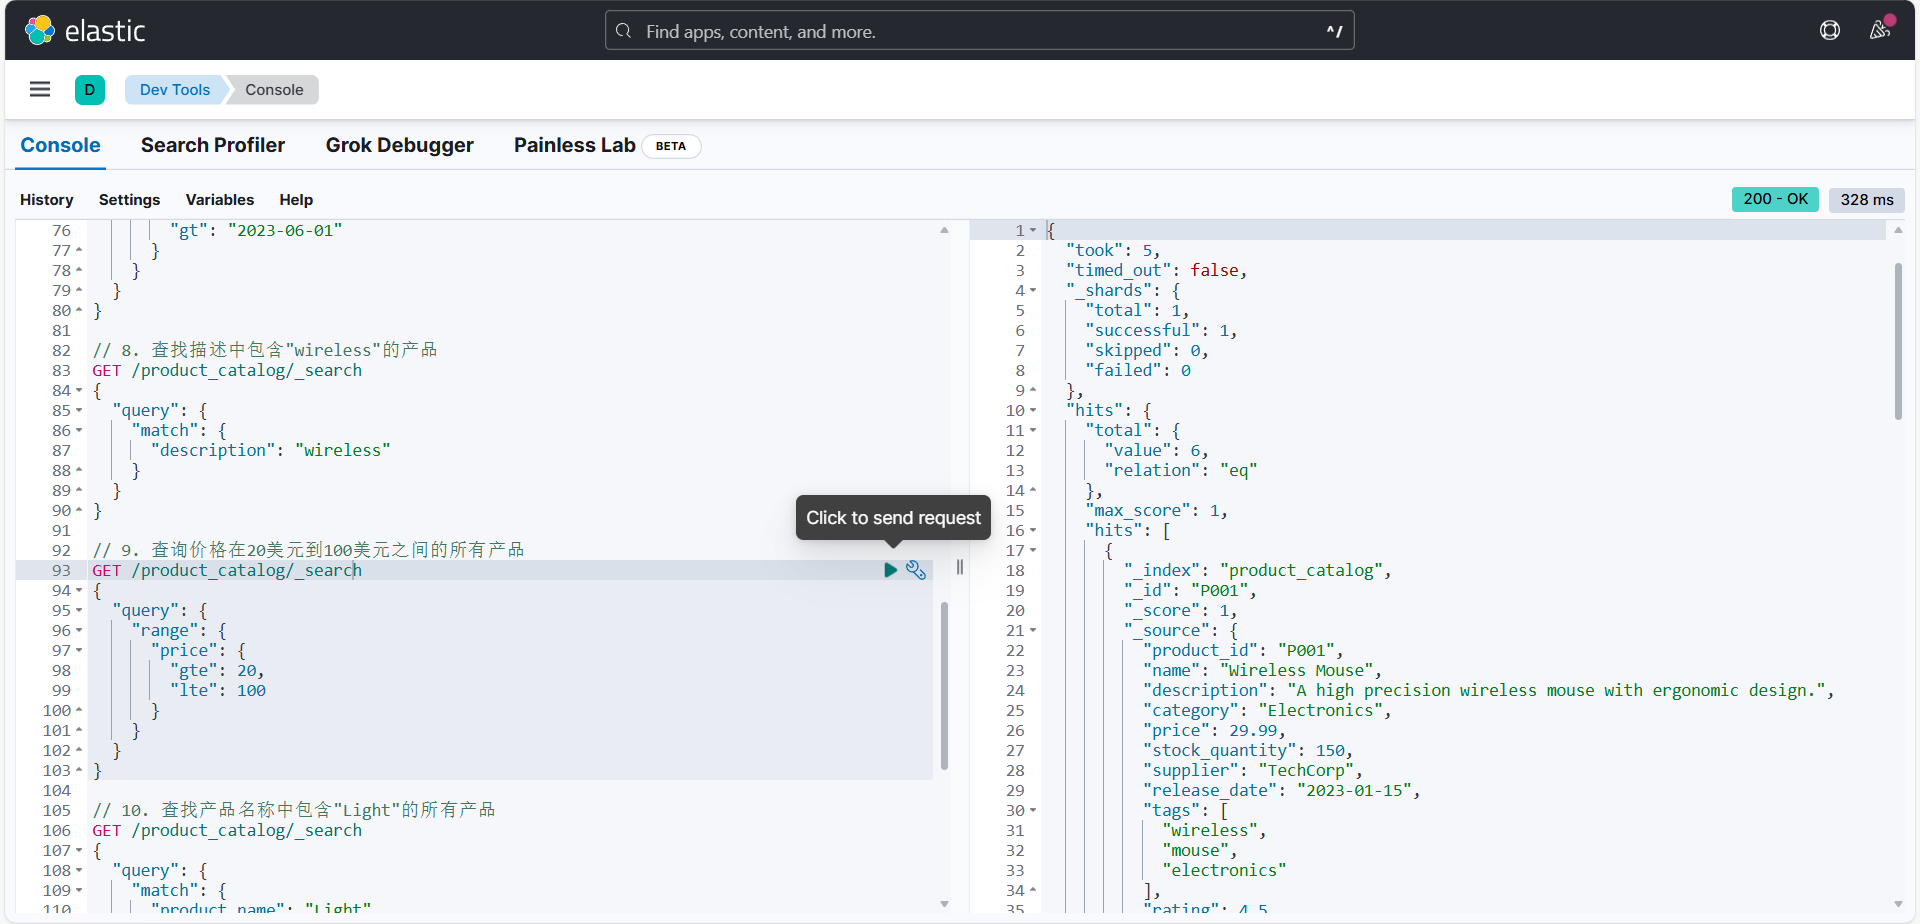 elastic
Find apps, content, and more.
^/
D
Dev Tools
Console
Console
Search Profiler
Grok Debugger
Painless Lab
BETA
History
Settings
Variables
Help
200 - OK
328 ms
76 "gt": "2023-06-01"
77 }
78 }
79 }
80 }
81
82 // 8. 查找描述中包含"wireless"的产品
83 GET /product_catalog/_search
84 {
85 "query": {
86 "match": {
87 "description": "wireless"
88 }
89 }
90 }
91
92 // 9. 查询价格在20美元到100美元之间的所有产品
93 GET /product_catalog/_search
94 {
95 "query": {
96 "range": {
97 "price": {
98 "gte": 20,
99 "lte": 100
100 }
101 }
102 }
103 }
104
105 // 10. 查找产品名称中包含"Light"的所有产品
106 GET /product_catalog/_search
107 {
108 "query": {
109 "match": {
110 "product_name": "Light"
Click to send request
1 {
2 "took": 5,
3 "timed_out": false,
4 "_shards": {
5 "total": 1,
6 "successful": 1,
7 "skipped": 0,
8 "failed": 0
9 },
10 "hits": {
11 "total": {
12 "value": 6,
13 "relation": "eq"
14 },
15 "max_score": 1,
16 "hits": [
17 {
18 "_index": "product_catalog",
19 "_id": "P001",
20 "_score": 1,
21 "_source": {
22 "product_id": "P001",
23 "name": "Wireless Mouse",
24 "description": "A high precision wireless mouse with ergonomic design.",
25 "category": "Electronics",
26 "price": 29.99,
27 "stock_quantity": 150,
28 "supplier": "TechCorp",
29 "release_date": "2023-01-15",
30 "tags": [
31 "wireless",
32 "mouse",
33 "electronics"
34 ],
35 "rating": 4.5